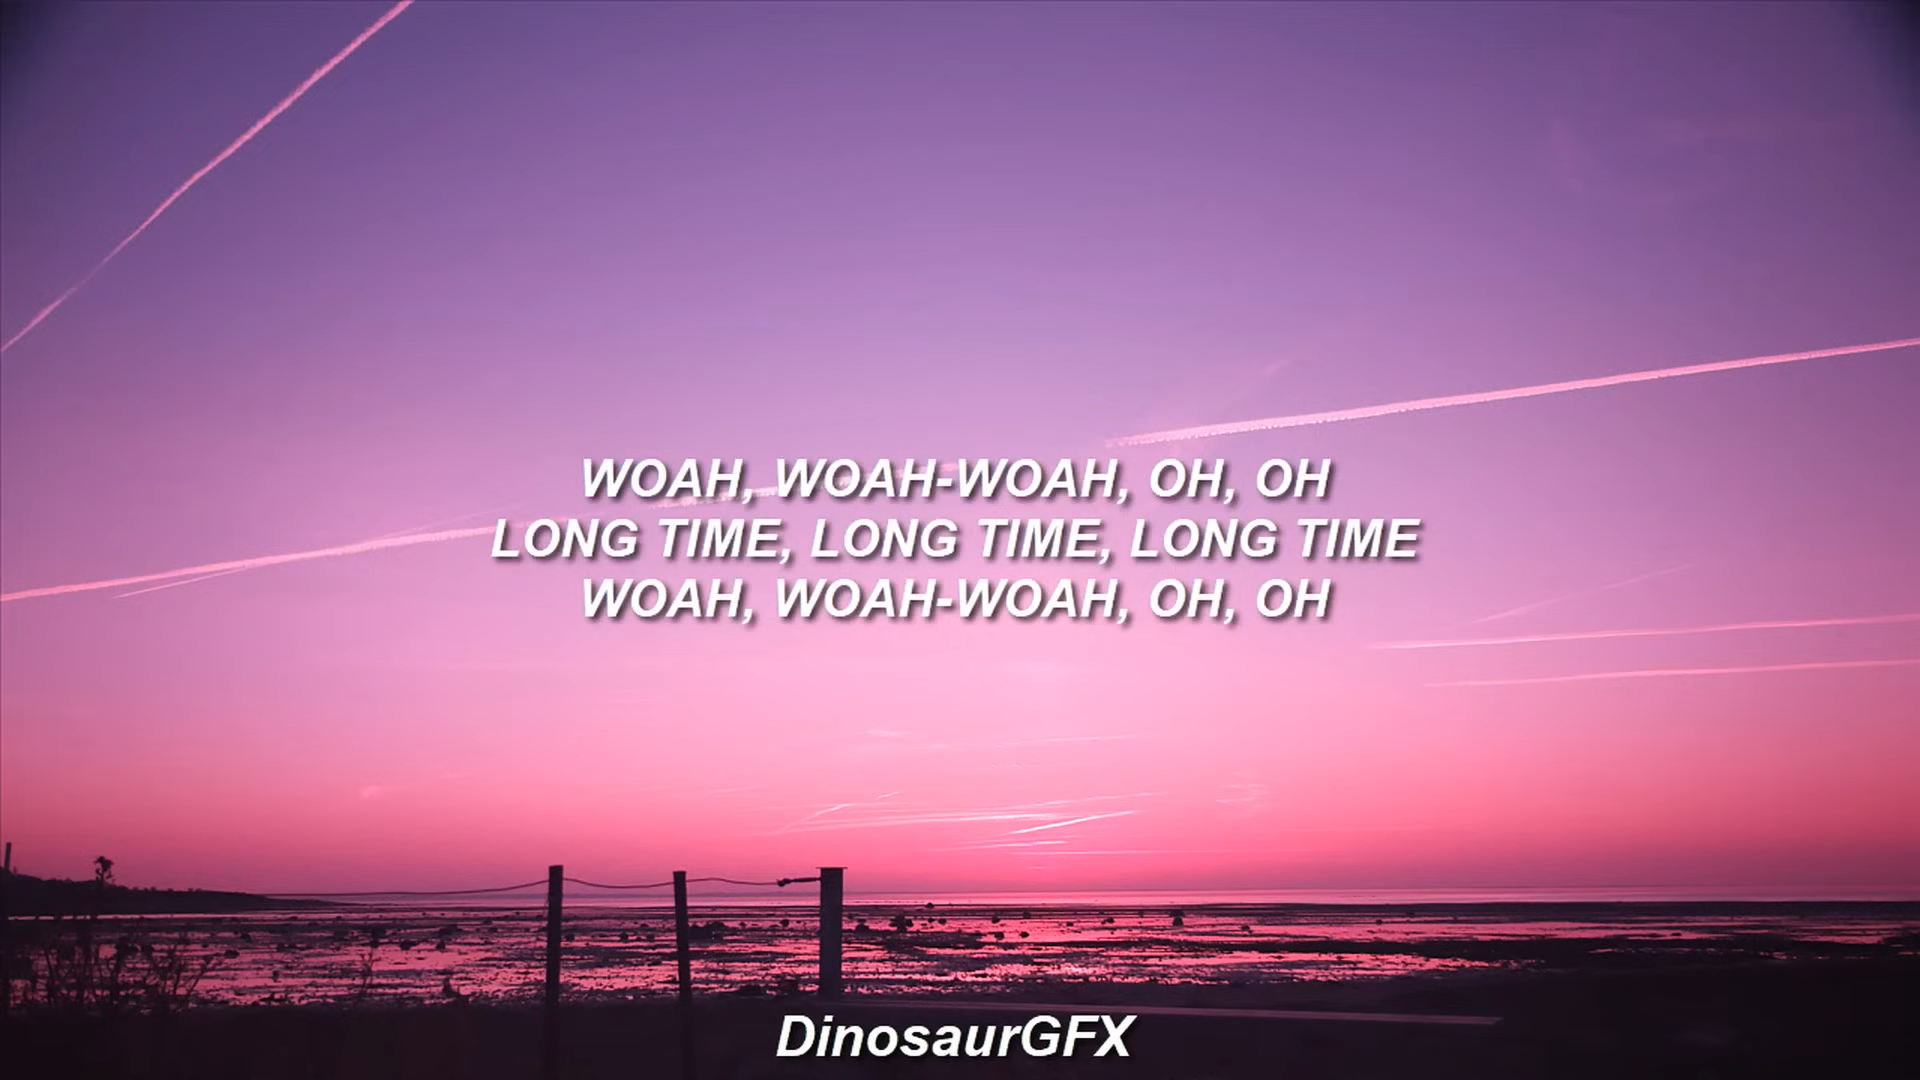 WOAH, WOAH-WOAH, OH, OH
LONG TIME, LONG TIME, LONG TIME
WOAH, WOAH-WOAH, OH, OH
DinosaurGFX